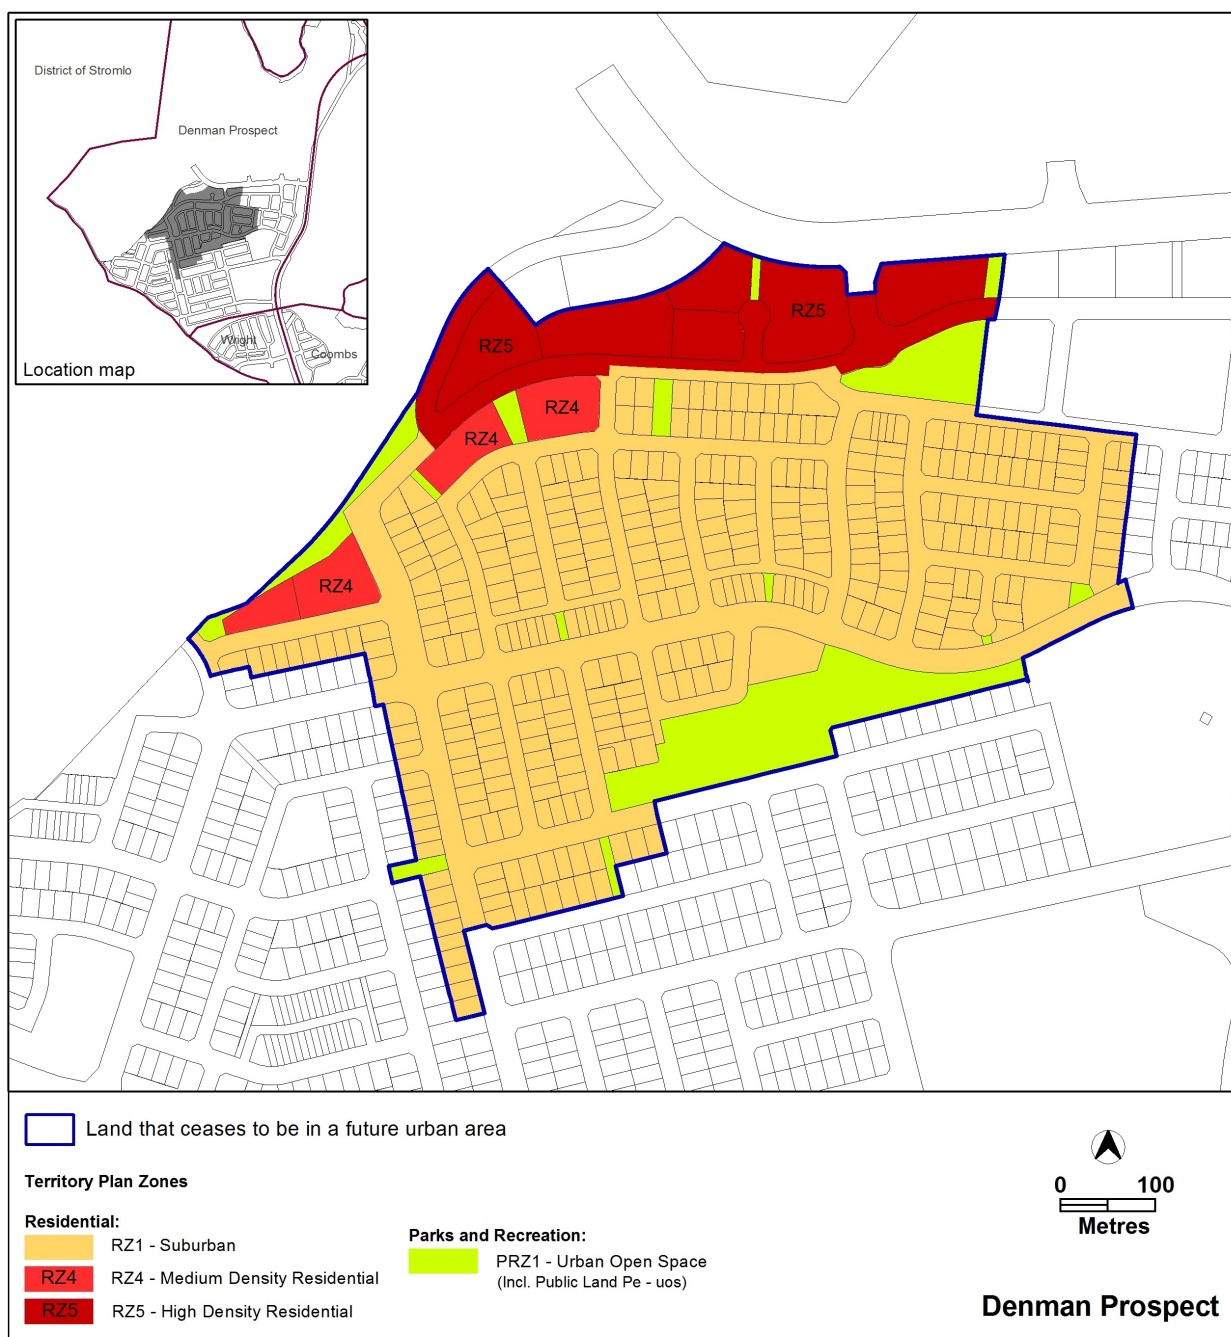 District of Stromlo
Denman Prospect
Wright
Coombs
Location map
RZ5
RZ5
RZ4
RZ4
RZ4
Land that ceases to be in a future urban area
Territory Plan Zones
Residential:
RZ1 - Suburban
RZ4 RZ4 - Medium Density Residential
RZ5 RZ5 - High Density Residential
Parks and Recreation:
PRZ1 - Urban Open Space
(Incl. Public Land Pe - uos)
0 100
Metres
Denman Prospect